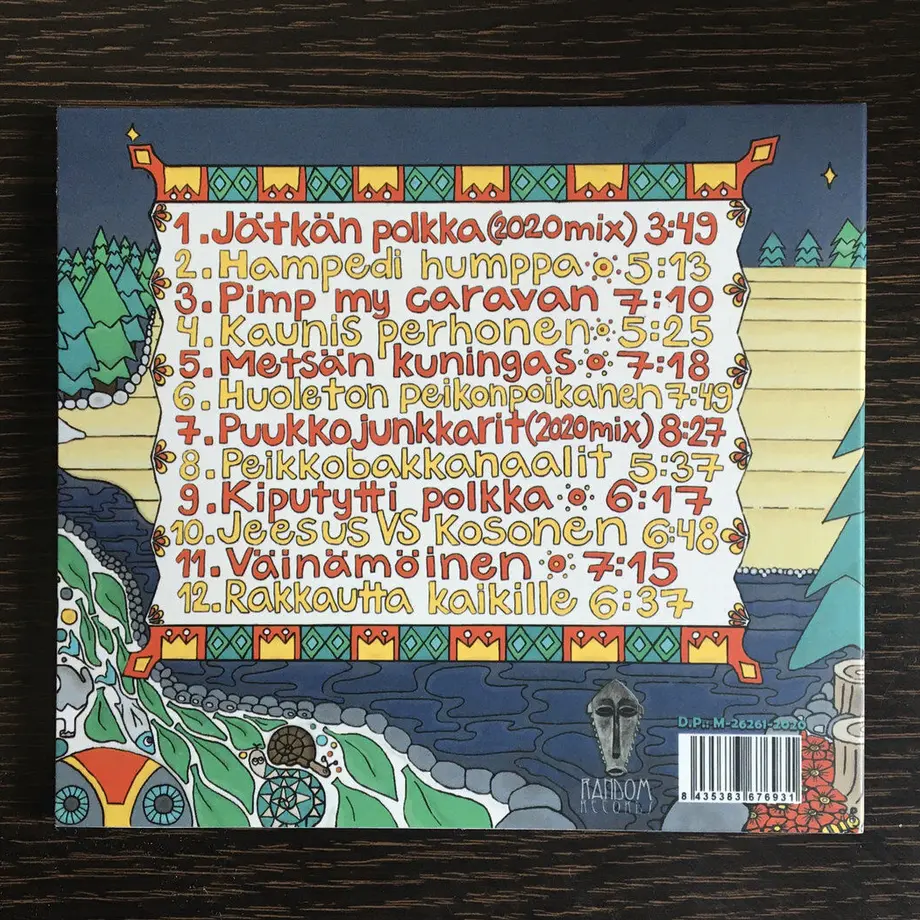 1. Jätkän polkka (2020 mix) 3:49
2. Hampedi humppa 5:13
3. Pimp my caravan 7:10
4. Kaunis perhonen 5:25
5. Metsän kuningas 7:18
6. Huoleton peikonpoikanen 7:49
7. Puukkojunkkarit (2020 mix) 8:27
8. Peikkobakkanaalit 5:37
9. Kiputytti polkka 6:17
10. Jeesus VS Kosonen 6:48
11. Väinämöinen 7:15
12. Rakkautta kaikille 6:37
D.P.: M-26261-2020
RANDOM
RECORDS
8 435383 676931